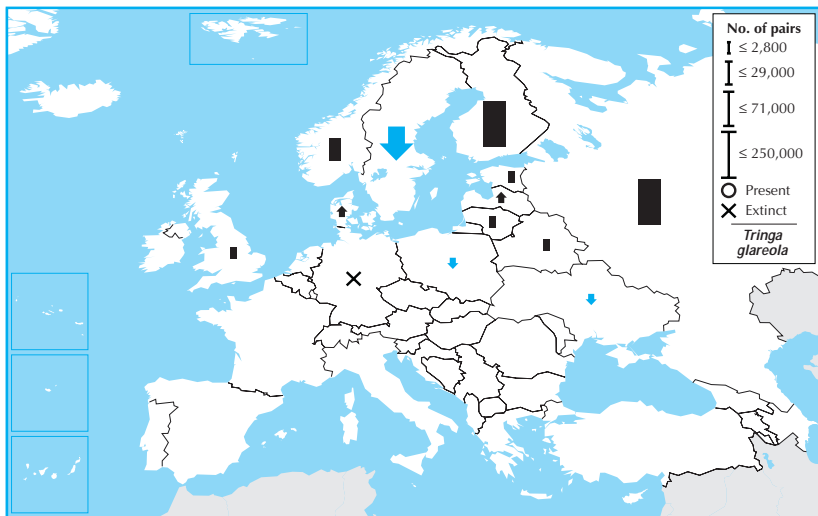 No. of pairs
≤ 2,800
≤ 29,000
≤ 71,000
≤ 250,000
Present
Extinct
Tringa
glareola